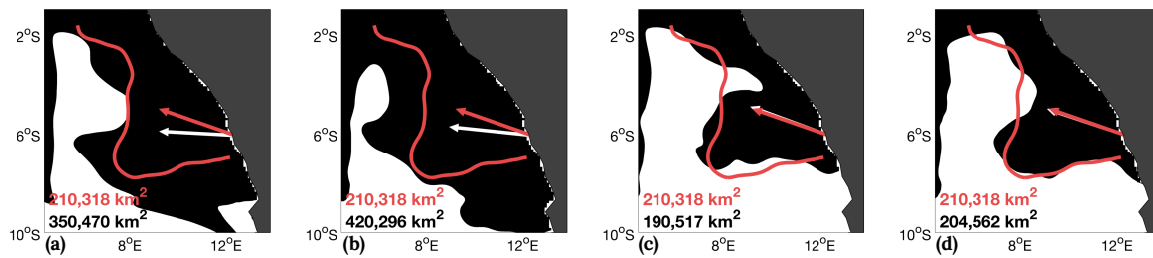 2°S
6°S
10°S
8°E
12°E
210,318 km²
350,470 km²
(a)
2°S
6°S
10°S
8°E
12°E
210,318 km²
420,296 km²
(b)
2°S
6°S
10°S
8°E
12°E
210,318 km²
190,517 km²
(c)
2°S
6°S
10°S
8°E
12°E
210,318 km²
204,562 km²
(d)